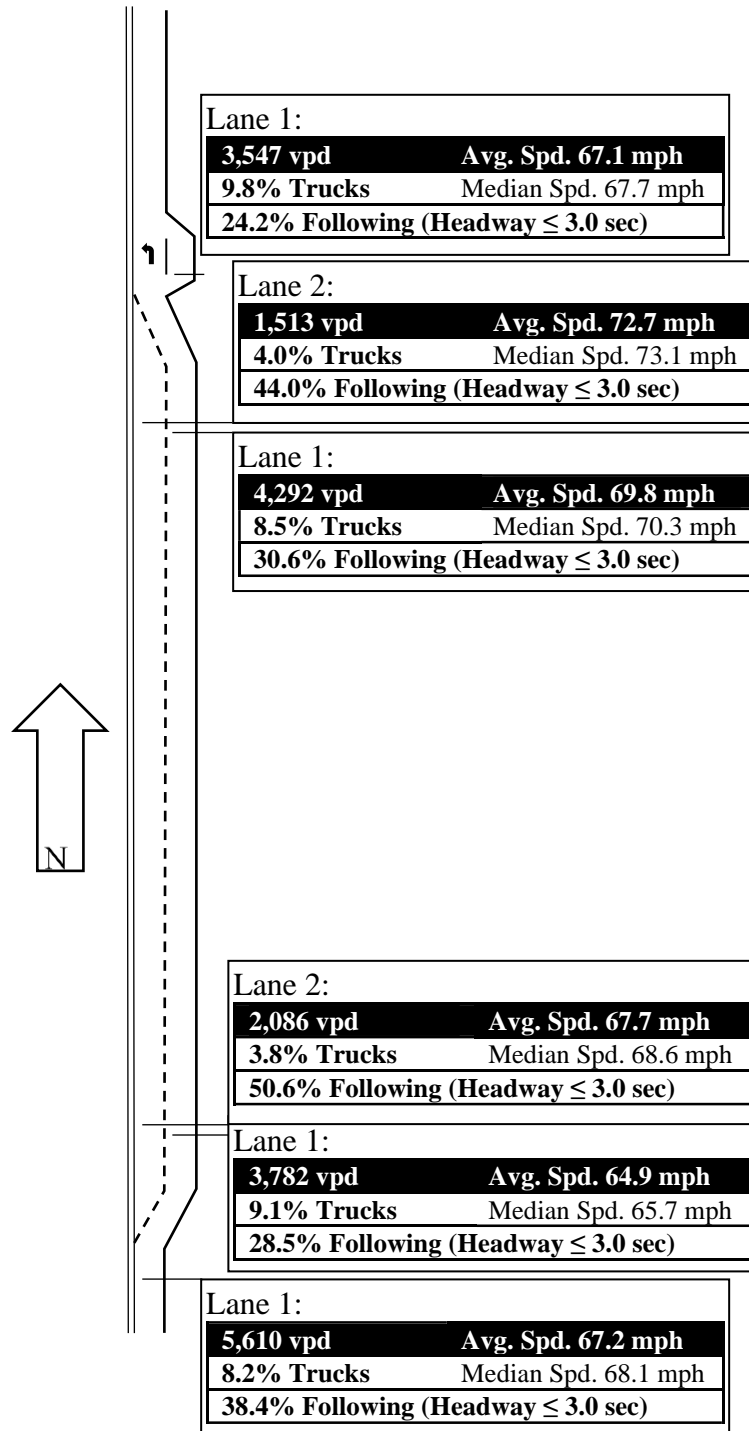 Lane 1:
3,547 vpd Avg. Spd. 67.1 mph
9.8% Trucks Median Spd. 67.7 mph
24.2% Following (Headway ≤ 3.0 sec)
Lane 2:
1,513 vpd Avg. Spd. 72.7 mph
4.0% Trucks Median Spd. 73.1 mph
44.0% Following (Headway ≤ 3.0 sec)
Lane 1:
4,292 vpd Avg. Spd. 69.8 mph
8.5% Trucks Median Spd. 70.3 mph
30.6% Following (Headway ≤ 3.0 sec)
N
Lane 2:
2,086 vpd Avg. Spd. 67.7 mph
3.8% Trucks Median Spd. 68.6 mph
50.6% Following (Headway ≤ 3.0 sec)
Lane 1:
3,782 vpd Avg. Spd. 64.9 mph
9.1% Trucks Median Spd. 65.7 mph
28.5% Following (Headway ≤ 3.0 sec)
Lane 1:
5,610 vpd Avg. Spd. 67.2 mph
8.2% Trucks Median Spd. 68.1 mph
38.4% Following (Headway ≤ 3.0 sec)